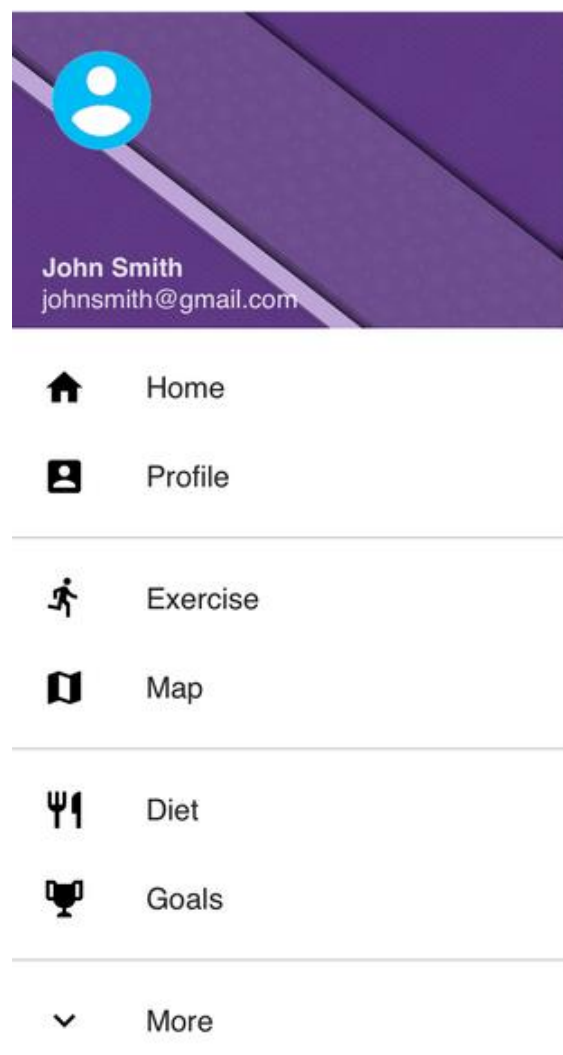 John Smith
johnsmith@gmail.com
Home
Profile
Exercise
Map
Diet
Goals
More